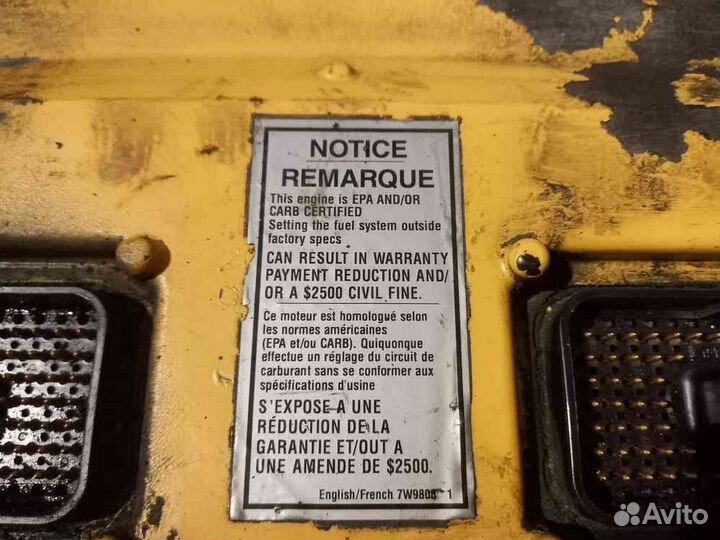 NOTICE
REMARQUE
This engine is EPA AND/OR
CARB CERTIFIED
Setting the fuel system outside
factory specs
CAN RESULT IN WARRANTY
PAYMENT REDUCTION AND/
OR A $2500 CIVIL FINE.
Ce moteur est homologué selon
les normes américaines
(EPA et/ou CARB). Quiquonque
effectue un réglage du circuit de
carburant sans se conformer aux
spécifications d'usine
S'EXPOSE A UNE
RÉDUCTION DE LA
GARANTIE ET/OUT A
UNE AMENDE DE $2500.
English/French 1
Avito